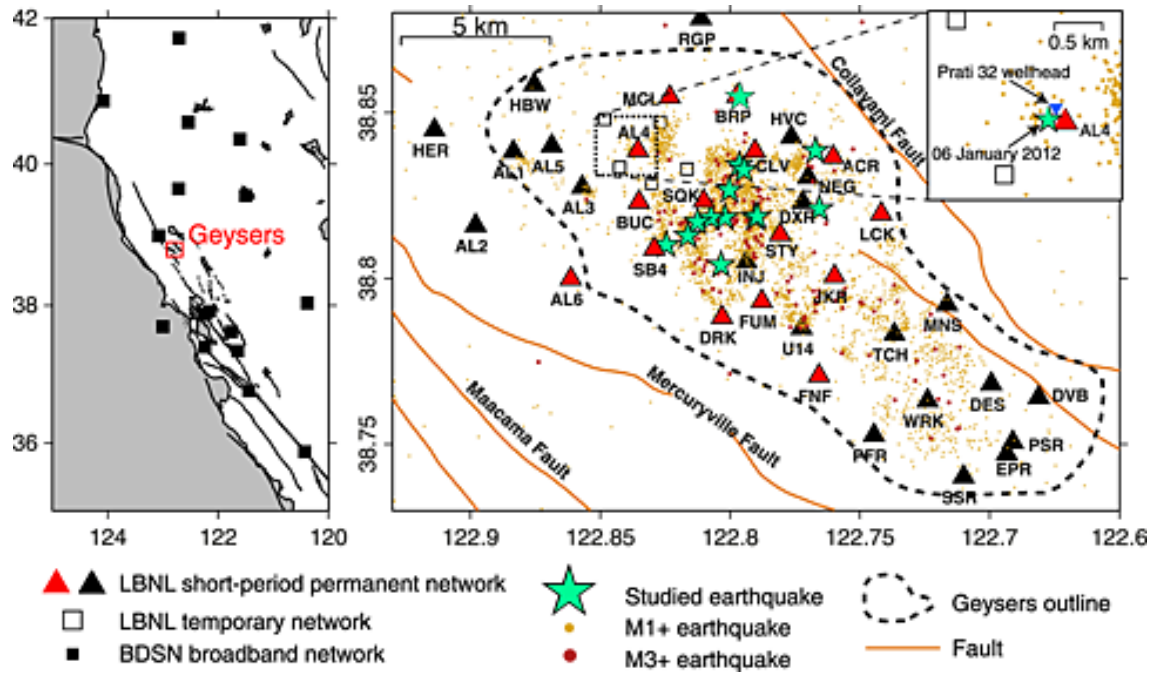 42
40
38
36
124
122
120
Geysers
5 km
RGP
Collayami Fault
0.5 km
Prati 32 wellhead
AL4
06 January 2012
38.85
38.8
38.75
HBW
MCL
BRP
HVC
HER
AL4
AL1
AL5
CLV
ACR
NEG
AL3
SQK
BUC
DXR
LCK
AL2
STY
SB4
INJ
AL6
JKR
FUM
DRK
MNS
U14
TCH
FNF
Mercuryville Fault
DES
DVB
WRK
Maacama Fault
PFR
PSR
EPR
SSR
122.9
122.85
122.8
122.75
122.7
122.6
LBNL short-period permanent network
LBNL temporary network
BDSN broadband network
Studied earthquake
M1+ earthquake
M3+ earthquake
Geysers outline
Fault